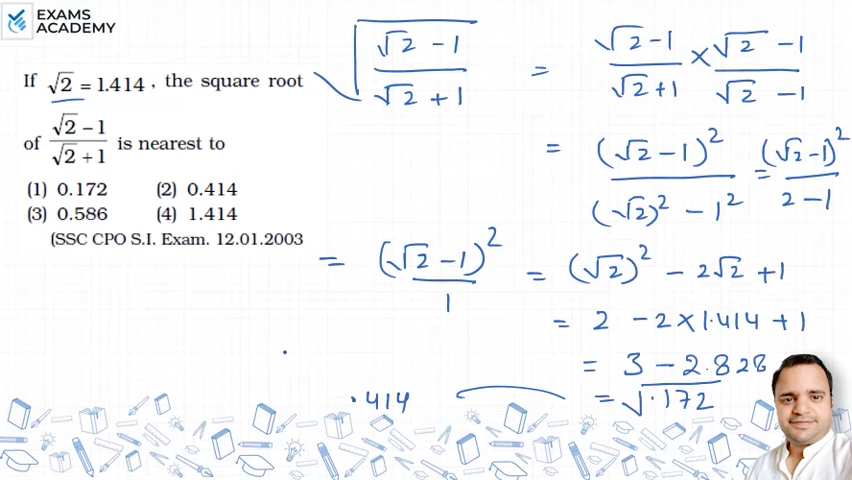 EXAMS
ACADEMY
If √2 = 1.414, the square root
of (√2 − 1)/(√2 + 1) is nearest to
(1) 0.172 (2) 0.414
(3) 0.586 (4) 1.414
(SSC CPO S.I. Exam. 12.01.2003
√((√2 − 1)/(√2 + 1)) = (√2 − 1)/(√2 + 1) × (√2 − 1)/(√2 − 1)
= (√2 − 1)²/((√2)² − 1²) = (√2 − 1)²/(2 − 1)
= (√2 − 1)²/1 = (√2)² − 2√2 + 1
= 2 − 2 × 1.414 + 1
= 3 − 2.828
.414 = √.172